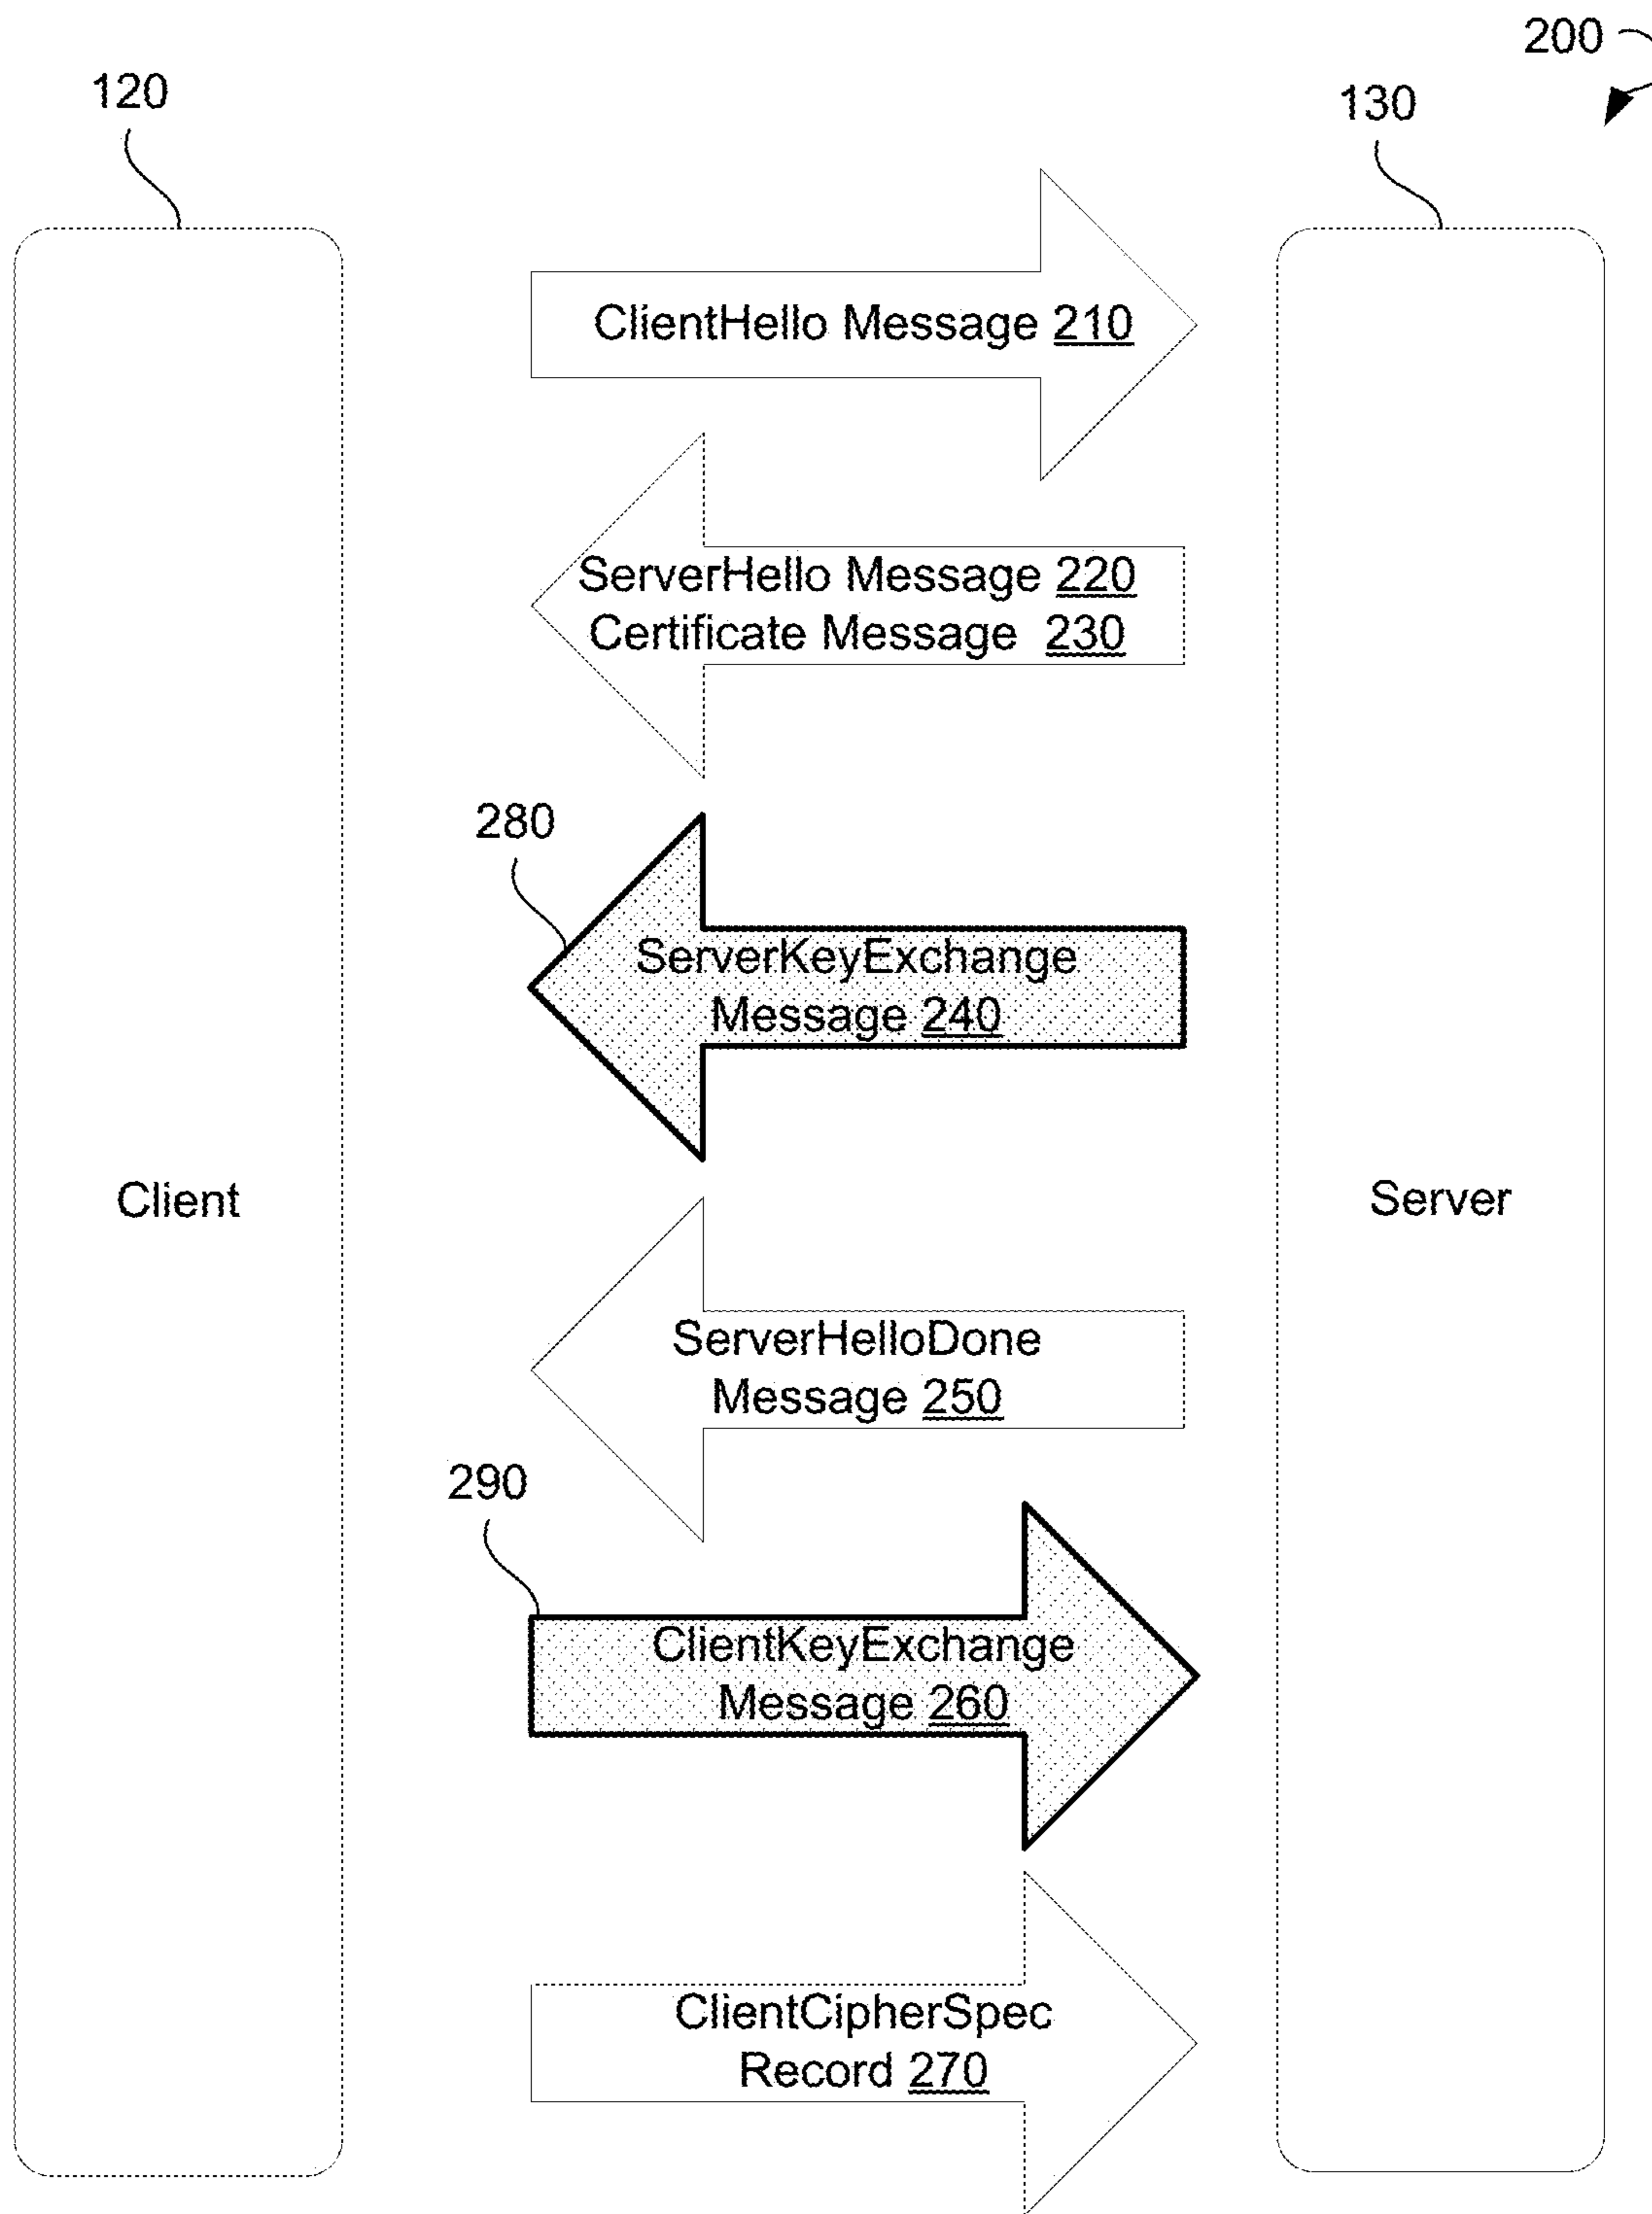 200
120
130
ClientHello Message 210
ServerHello Message 220
Certificate Message 230
280
ServerKeyExchange
Message 240
Client
Server
ServerHelloDone
Message 250
290
ClientKeyExchange
Message 260
ClientCipherSpec
Record 270